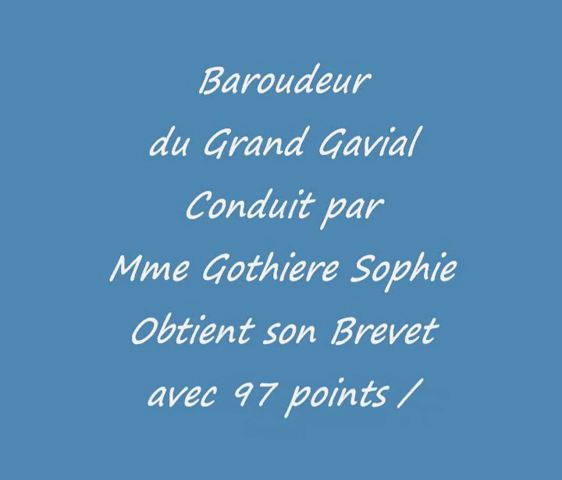 Baroudeur
du Grand Gavial
Conduit par
Mme Gothiere Sophie
Obtient son Brevet
avec 97 points /